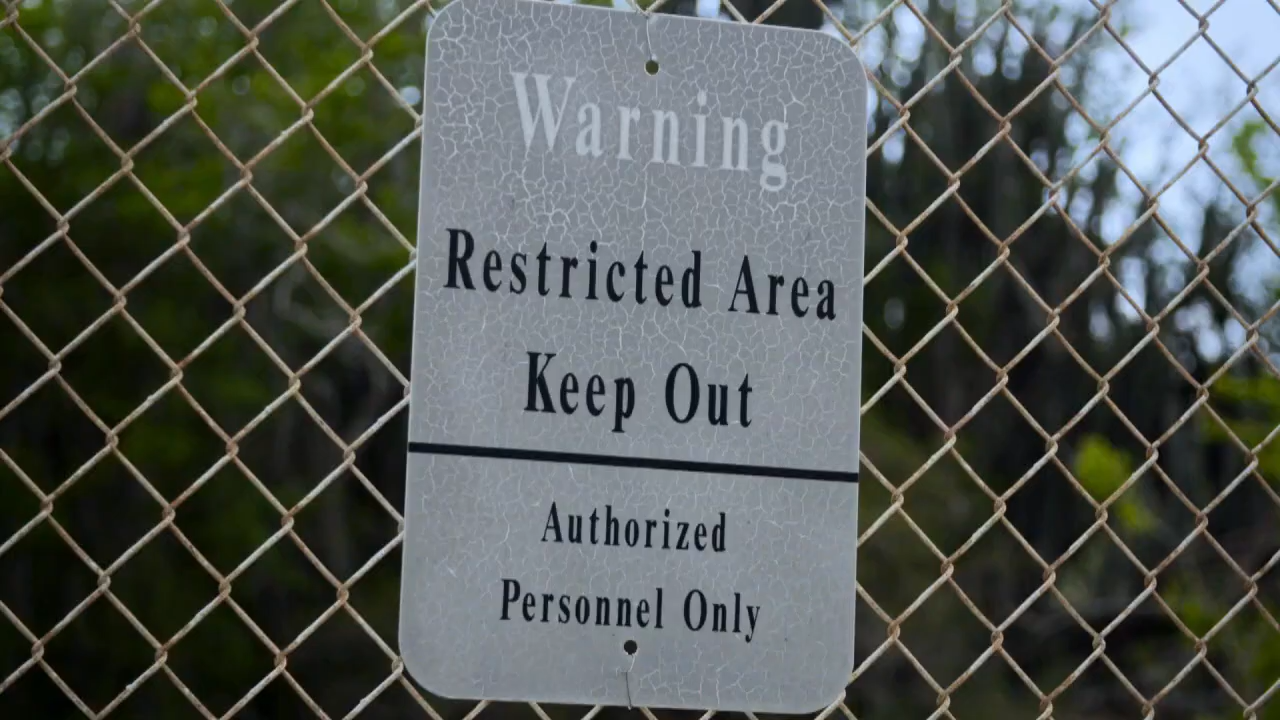 Warning
Restricted Area
Keep Out
Authorized
Personnel Only